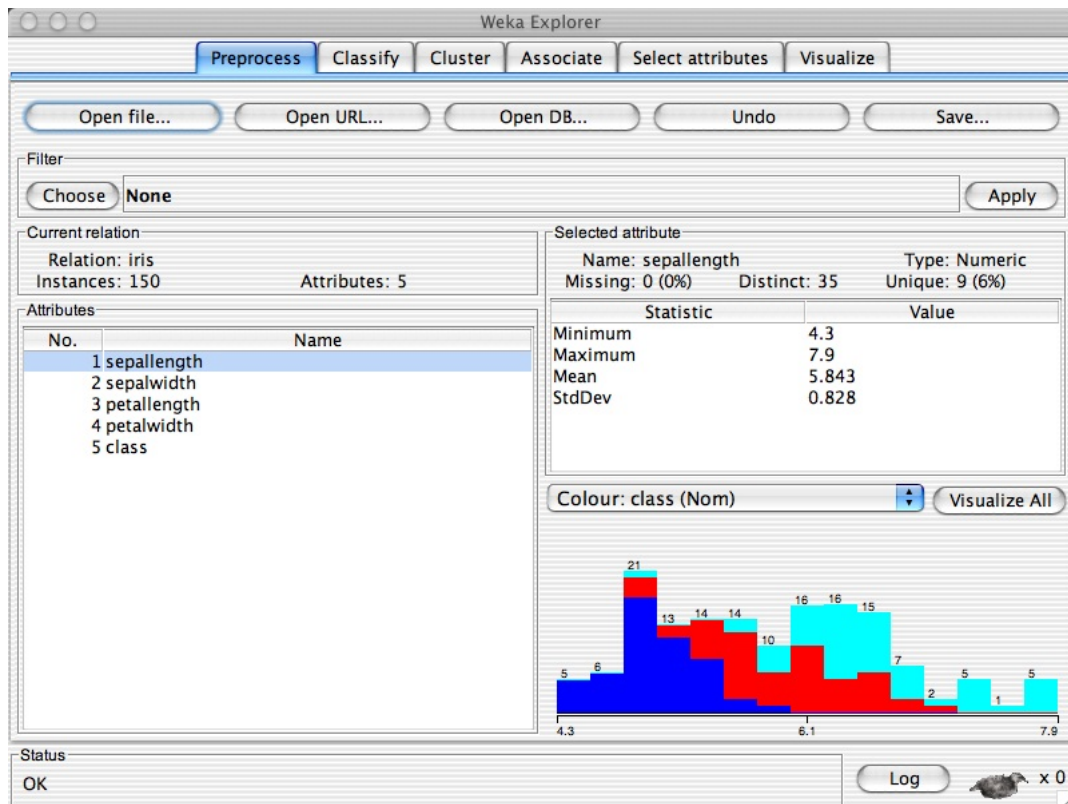 Weka Explorer
Preprocess Classify Cluster Associate Select attributes Visualize
Open file... Open URL... Open DB... Undo Save...
Filter
Choose None Apply
Current relation
Relation: iris
Instances: 150 Attributes: 5
Attributes
No. Name
1 sepallength
2 sepalwidth
3 petallength
4 petalwidth
5 class
Selected attribute
Name: sepallength Type: Numeric
Missing: 0 (0%) Distinct: 35 Unique: 9 (6%)
Statistic Value
Minimum 4.3
Maximum 7.9
Mean 5.843
StdDev 0.828
Colour: class (Nom) Visualize All
5 6 21 13 14 14 10 16 16 15 7 2 5 1 5
4.3 6.1 7.9
Status
OK
Log x 0